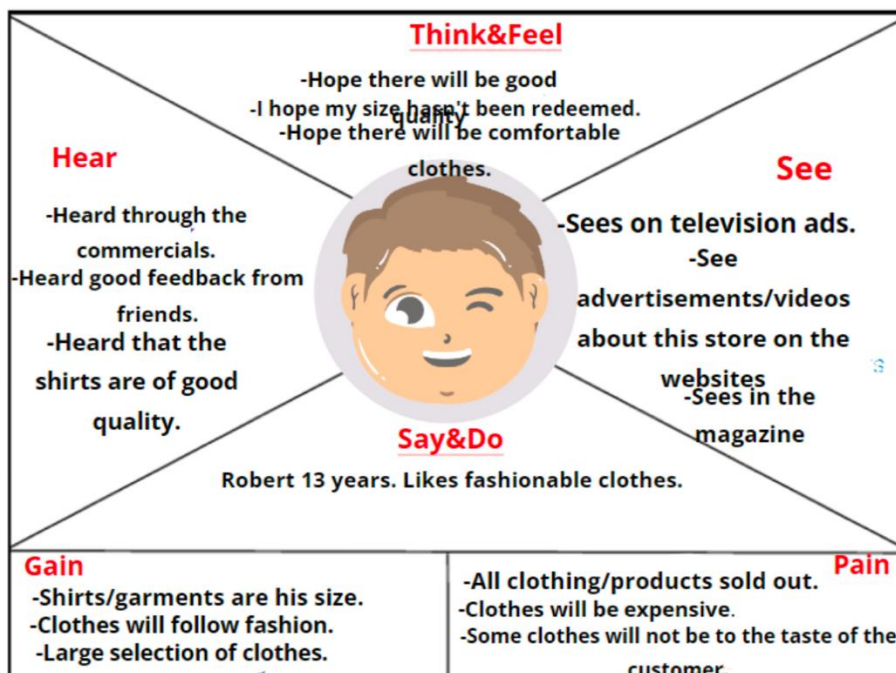 Think&Feel
-Hope there will be good
quality
-I hope my size hasn't been redeemed.
-Hope there will be comfortable
clothes.
Hear
-Heard through the
commercials.
-Heard good feedback from
friends.
-Heard that the
shirts are of good
quality.
See
-Sees on television ads.
-See
advertisements/videos
about this store on the
websites
-Sees in the
magazine
Say&Do
Robert 13 years. Likes fashionable clothes.
Gain
-Shirts/garments are his size.
-Clothes will follow fashion.
-Large selection of clothes.
Pain
-All clothing/products sold out.
-Clothes will be expensive.
-Some clothes will not be to the taste of the
customer.